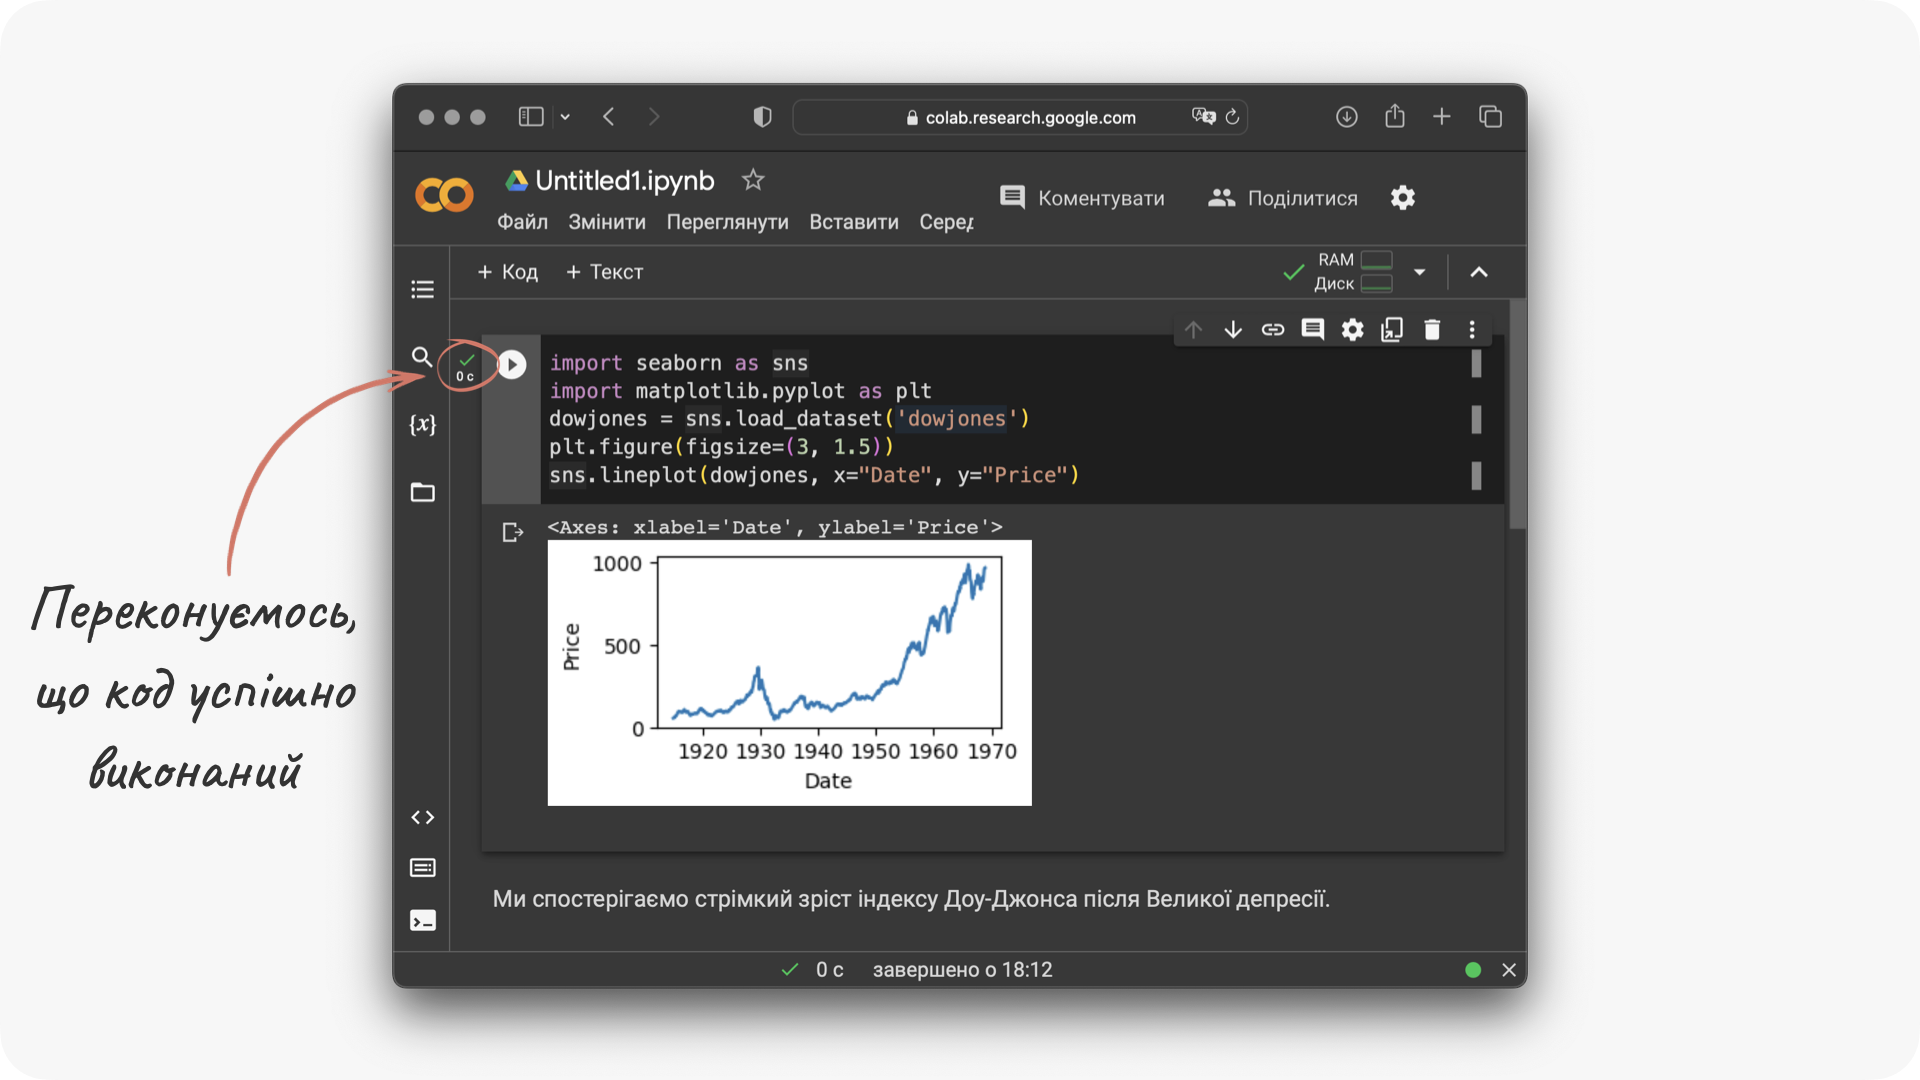 colab.research.google.com
Untitled1.ipynb
Файл Змінити Переглянути Вставити Серед
Коментувати
Поділитися
+ Код + Текст
RAM
Диск
0 с
{x}
import seaborn as sns
import matplotlib.pyplot as plt
dowjones = sns.load_dataset('dowjones')
plt.figure(figsize=(3, 1.5))
sns.lineplot(dowjones, x="Date", y="Price")
<Axes: xlabel='Date', ylabel='Price'>
1000
500
0
Price
1920 1930 1940 1950 1960 1970
Date
Переконуємось,
що код успішно
виконаний
Ми спостерігаємо стрімкий зріст індексу Доу-Джонса після Великої депресії.
0 с завершено о 18:12